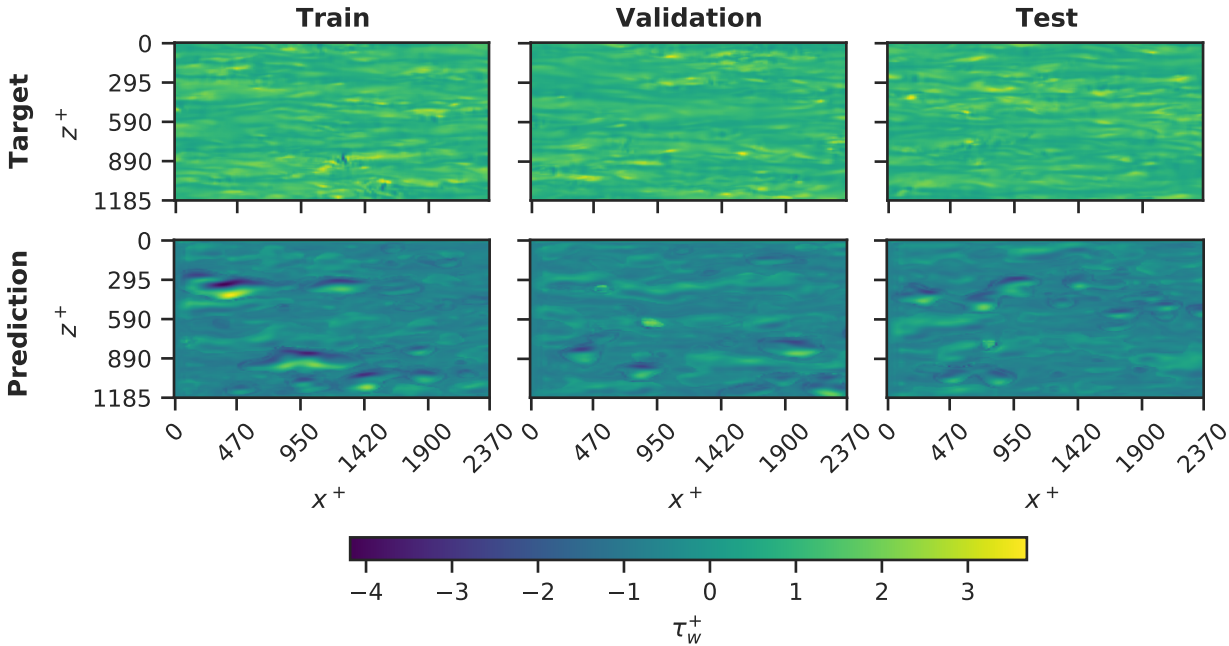 Train Validation Test
Target
z+
0
295
590
890
1185
Prediction
z+
0
295
590
890
1185
0 470 950 1420 1900 2370
0 470 950 1420 1900 2370
0 470 950 1420 1900 2370
x+ x+ x+
−4 −3 −2 −1 0 1 2 3
τw+